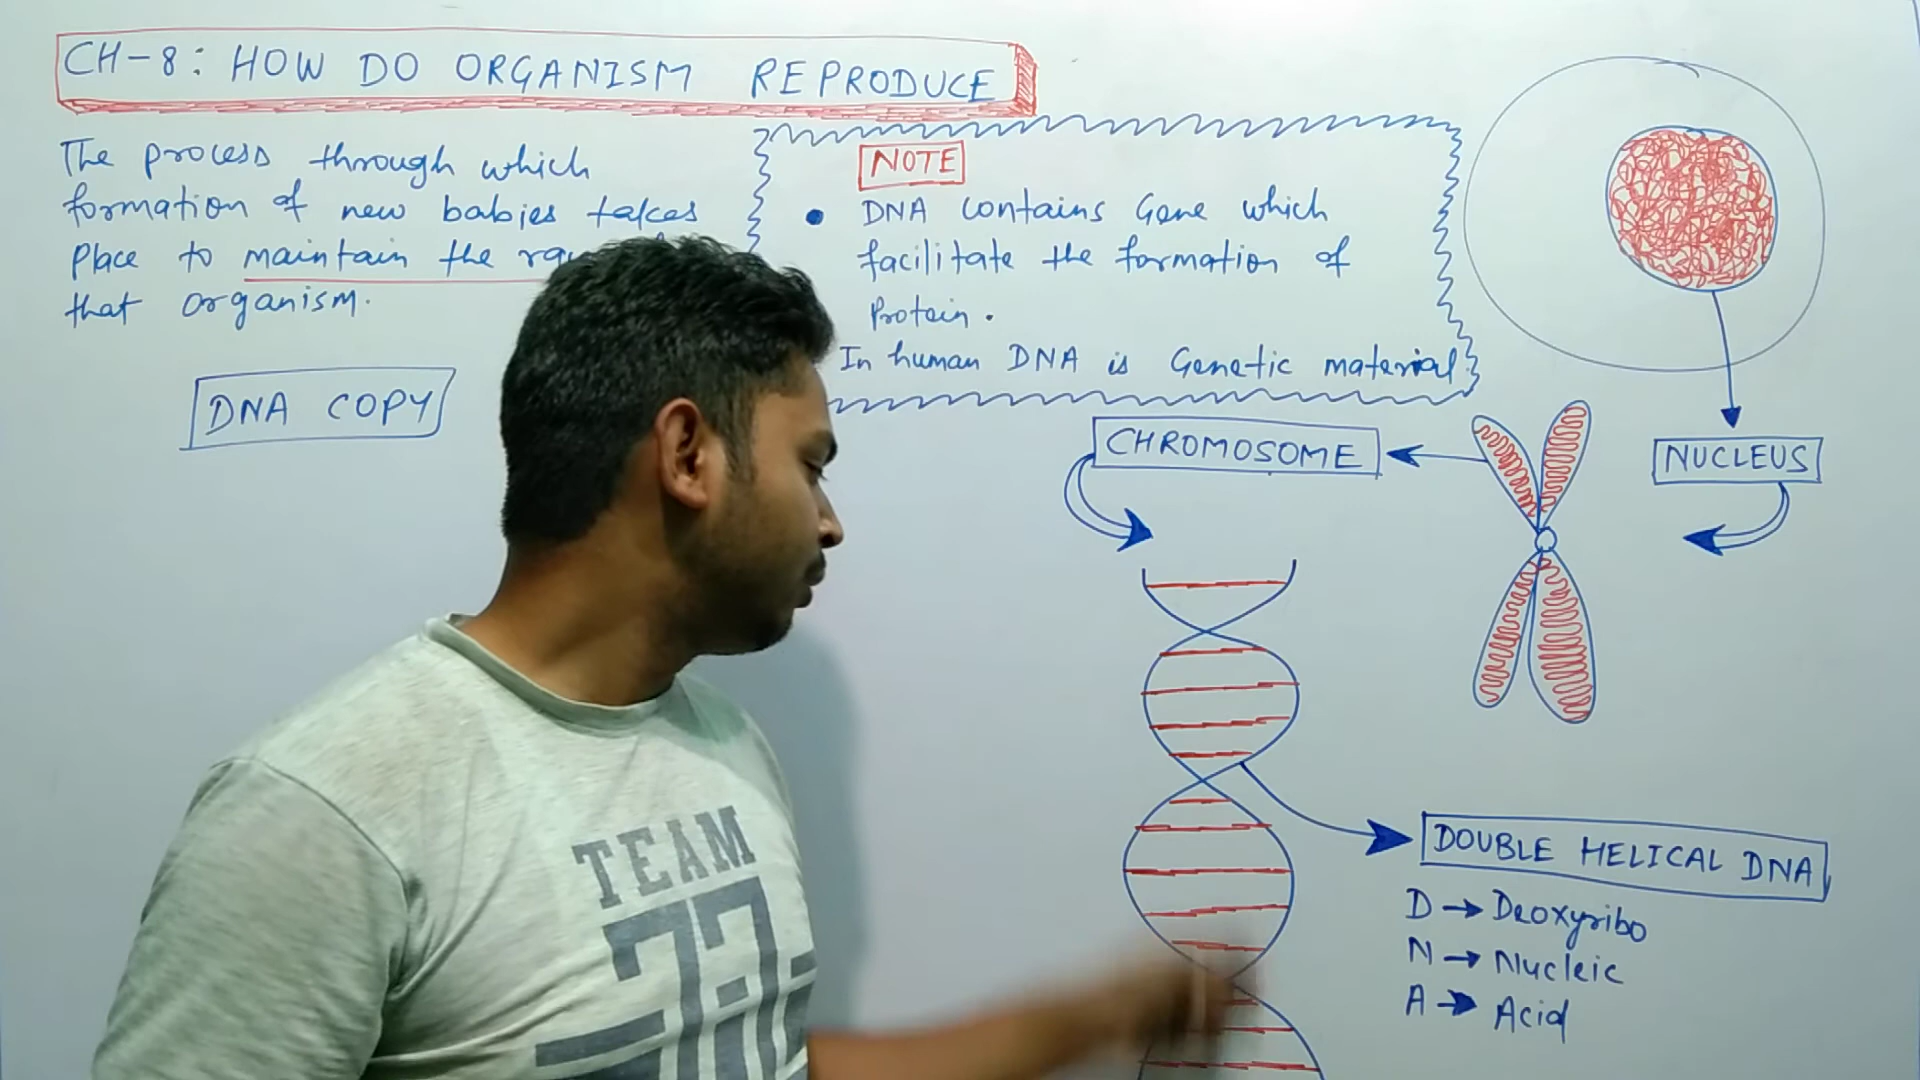 CH-8: HOW DO ORGANISM REPRODUCE
The process through which
formation of new babies takes
Place to maintain the
that organism.
DNA COPY
NOTE
• DNA contains Gene which
facilitate the formation of
Protein.
In human DNA is Genetic material.
CHROMOSOME
NUCLEUS
DOUBLE HELICAL DNA
D → Deoxyribo
N → Nucleic
A → Acid
TEAM
77